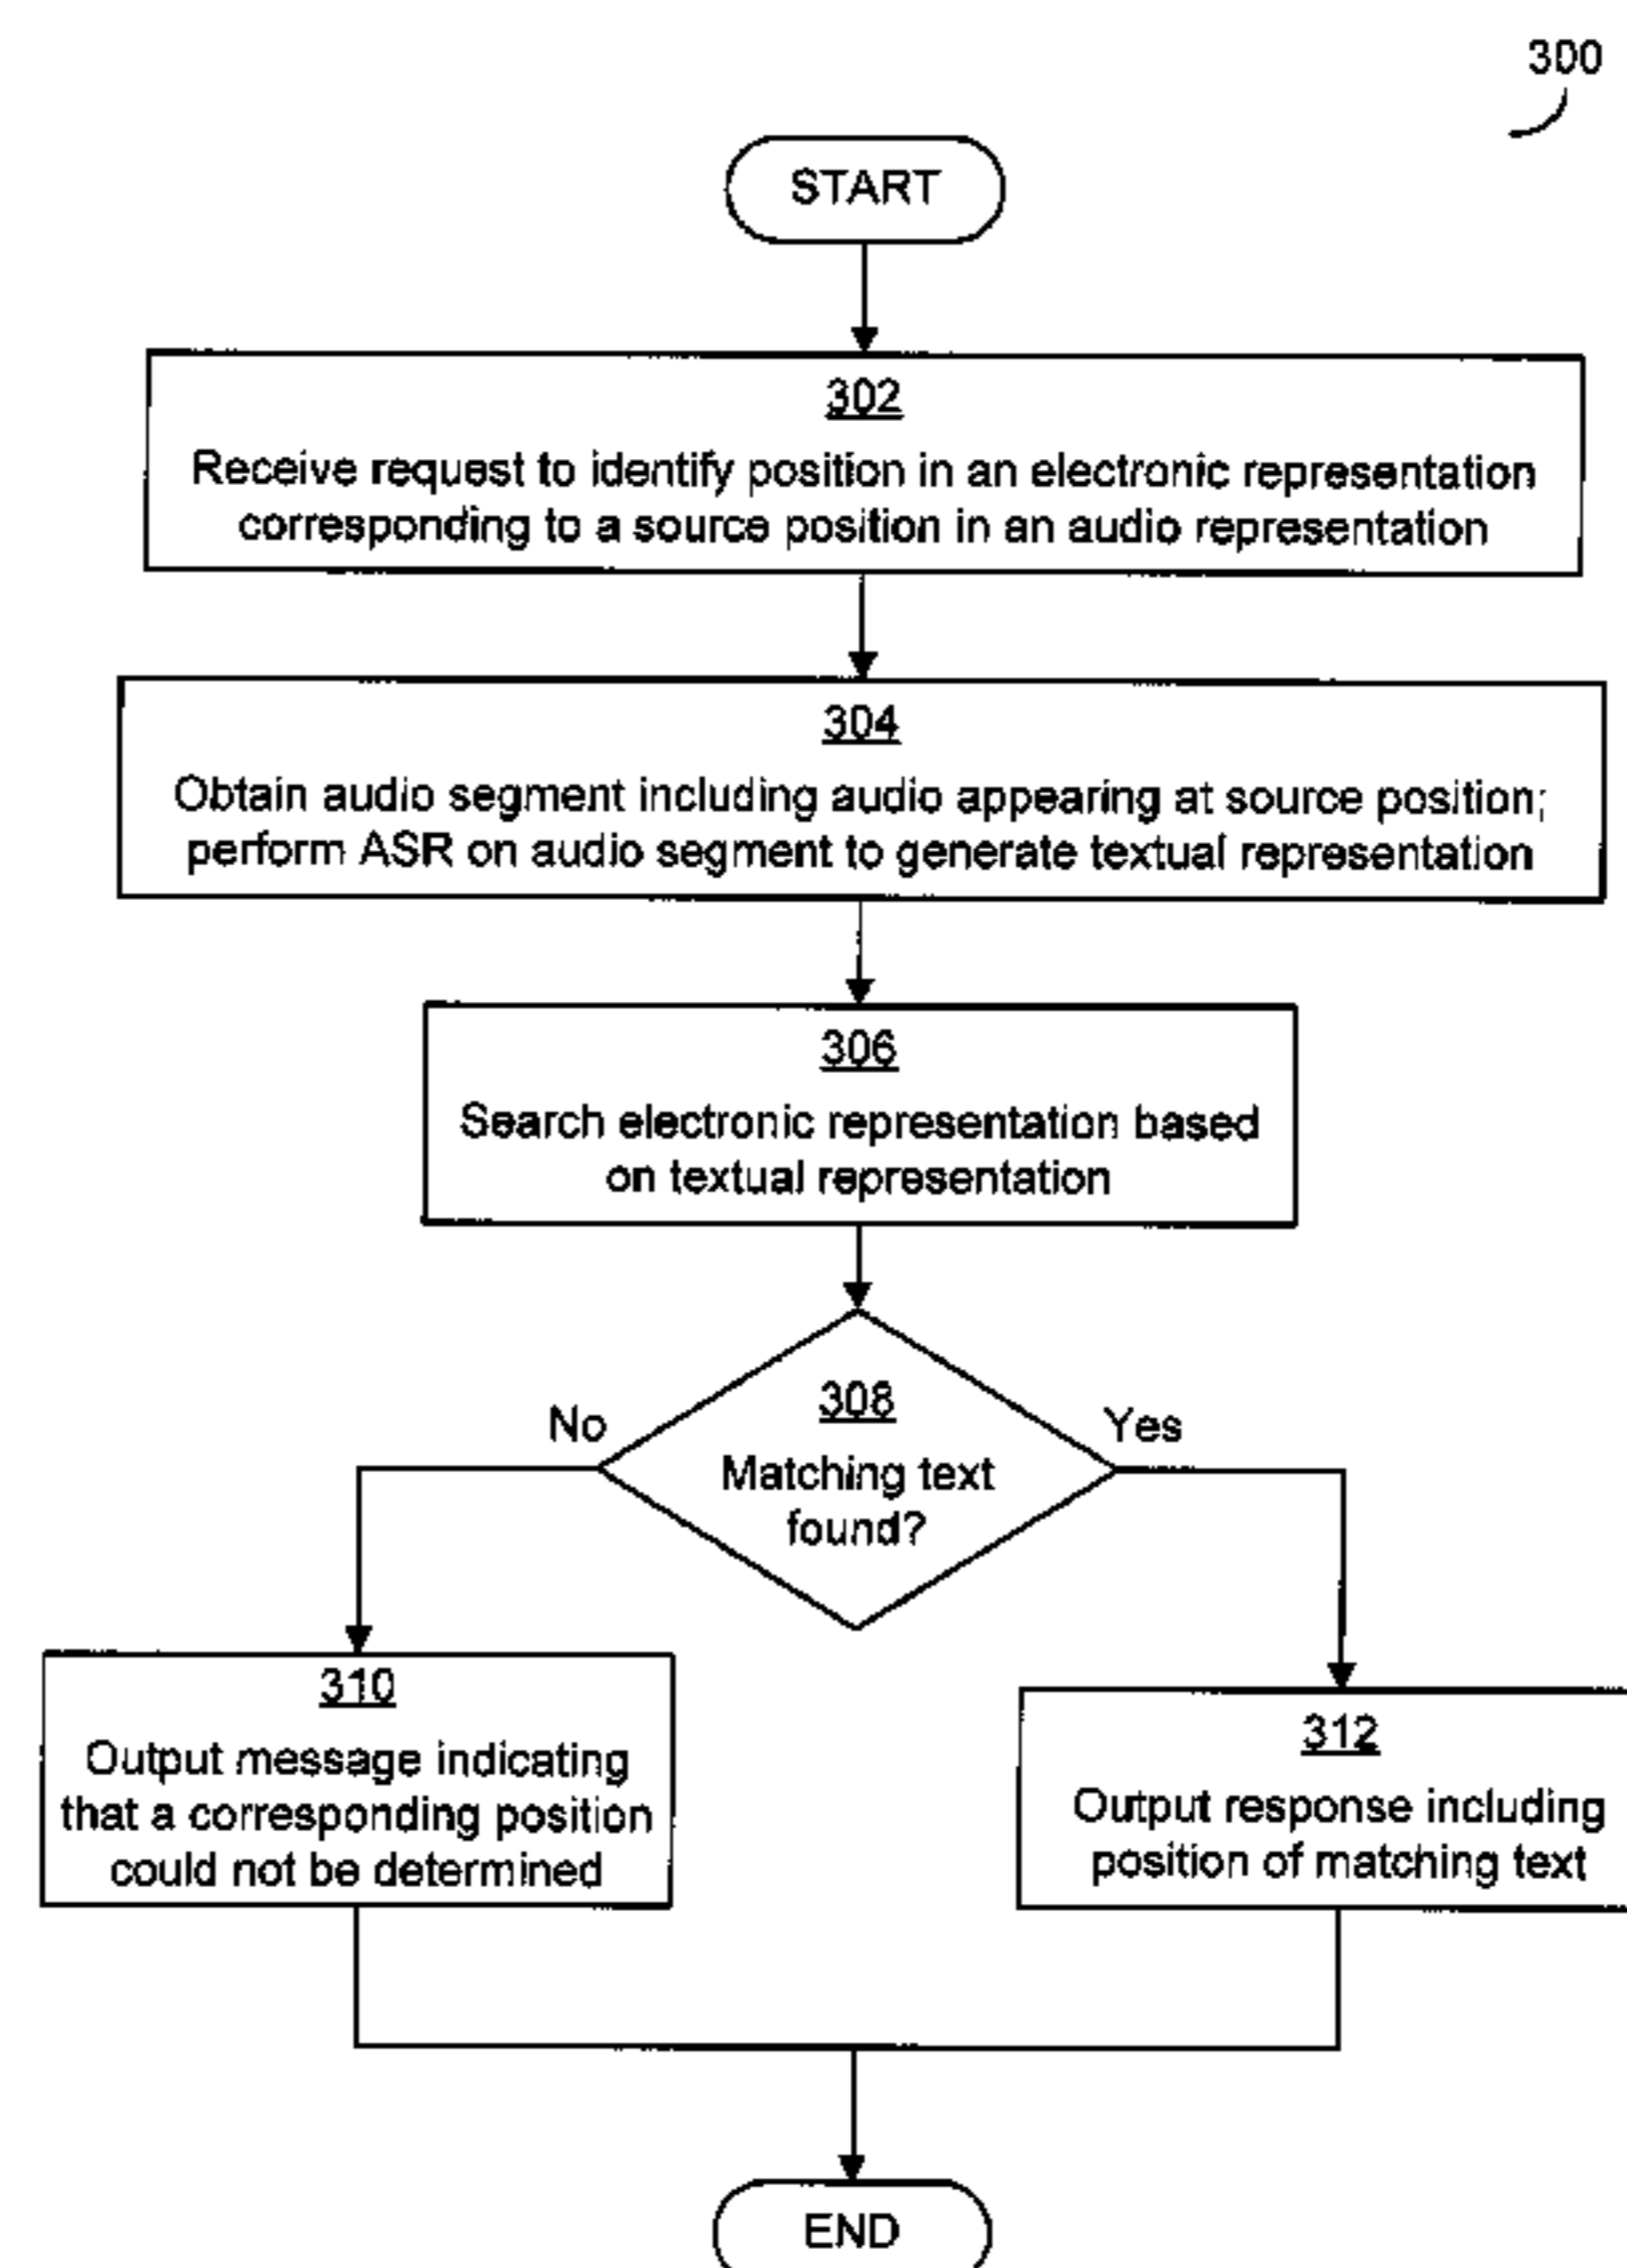 300
START
302
Receive request to identify position in an electronic representation
corresponding to a source position in an audio representation
304
Obtain audio segment including audio appearing at source position;
perform ASR on audio segment to generate textual representation
306
Search electronic representation based
on textual representation
308
Matching text
found?
No
Yes
310
Output message indicating
that a corresponding position
could not be determined
312
Output response including
position of matching text
END